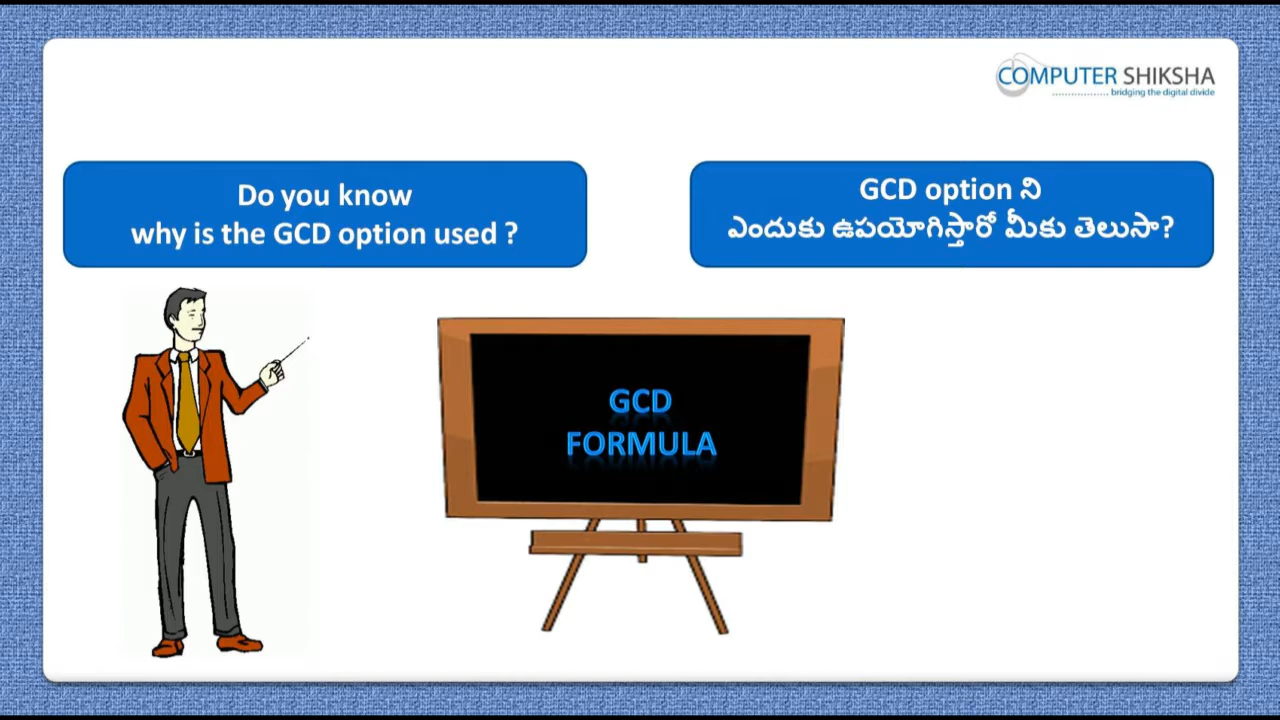 COMPUTER SHIKSHA
bridging the digital divide
Do you know
why is the GCD option used ?
GCD option ని
ఎందుకు ఉపయోగిస్తారో మీకు తెలుసా?
GCD
FORMULA